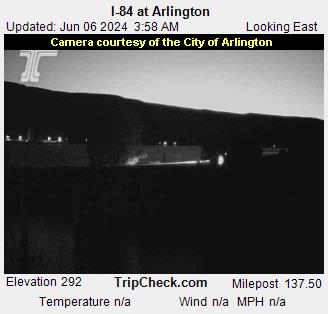 I-84 at Arlington
Updated: Jun 06 2024 3:58 AM Looking East
Camera courtesy of the City of Arlington
Elevation 292 TripCheck.com Milepost 137.50
Temperature n/a Wind n/a MPH n/a